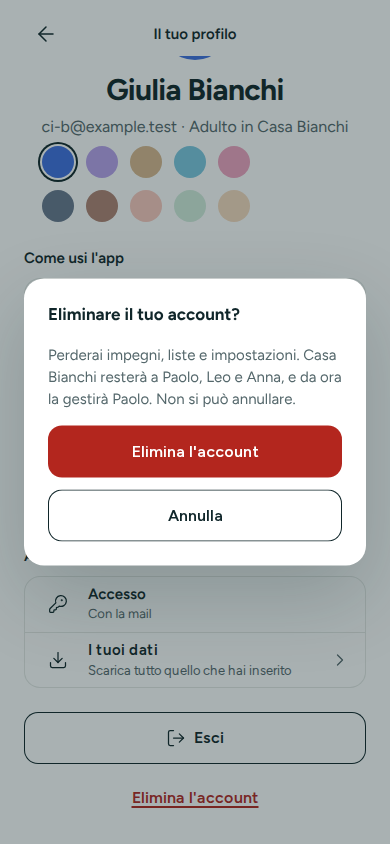 Il tuo profilo
Giulia Bianchi
ci-b@example.test · Adulto in Casa Bianchi
Come usi l'app
Eliminare il tuo account?
Perderai impegni, liste e impostazioni. Casa
Bianchi resterà a Paolo, Leo e Anna, e da ora
la gestirà Paolo. Non si può annullare.
Elimina l'account
Annulla
Accesso
Con la mail
I tuoi dati
Scarica tutto quello che hai inserito
Esci
Elimina l'account